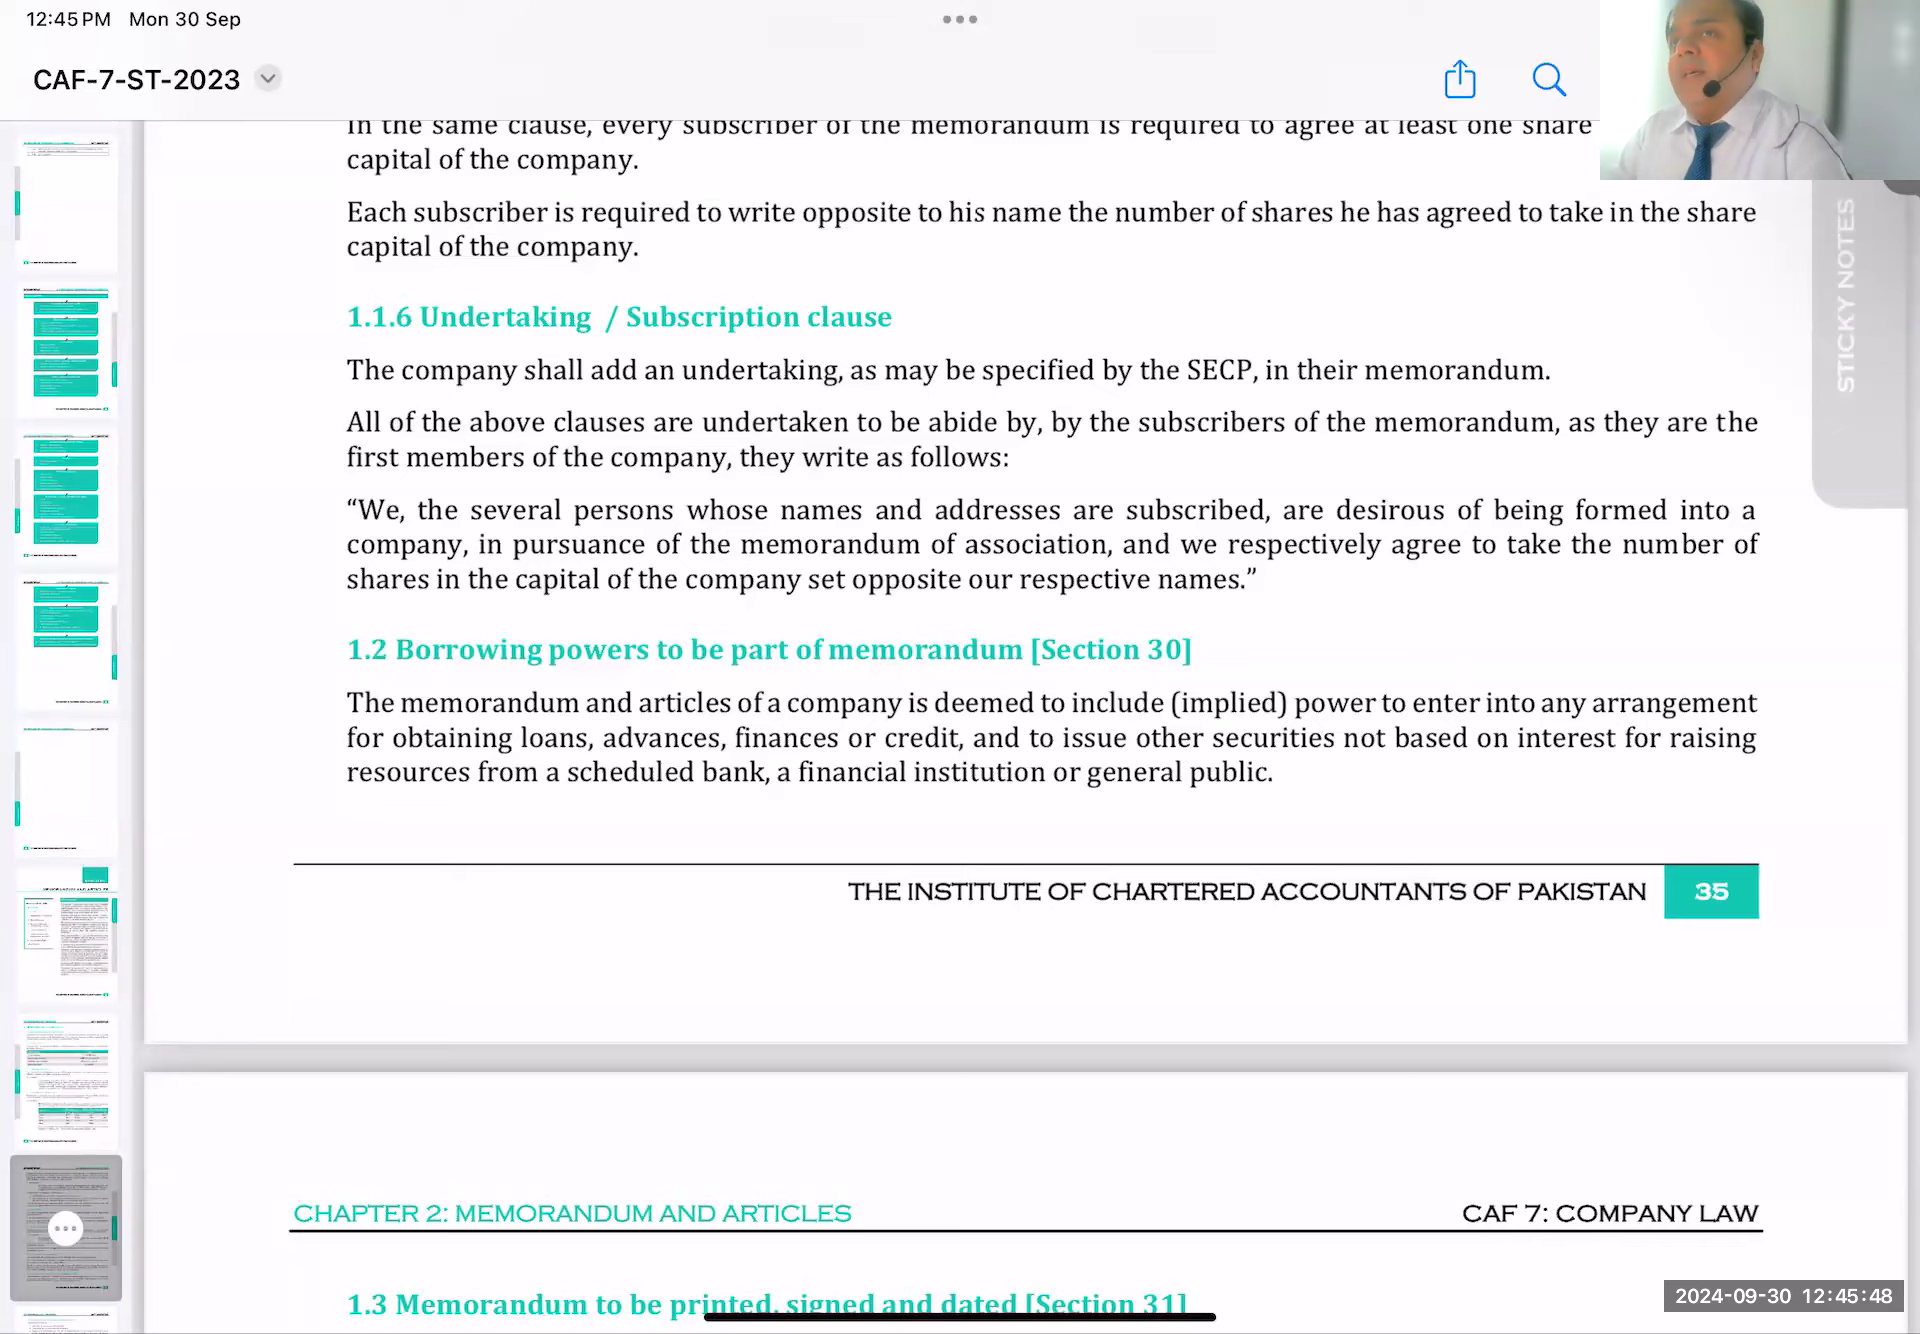 12:45 PM Mon 30 Sep
CAF-7-ST-2023
In the same clause, every subscriber of the memorandum is required to agree at least one share
capital of the company.
Each subscriber is required to write opposite to his name the number of shares he has agreed to take in the share
capital of the company.
STICKY NOTES
1.1.6 Undertaking / Subscription clause
The company shall add an undertaking, as may be specified by the SECP, in their memorandum.
All of the above clauses are undertaken to be abide by, by the subscribers of the memorandum, as they are the
first members of the company, they write as follows:
“We, the several persons whose names and addresses are subscribed, are desirous of being formed into a
company, in pursuance of the memorandum of association, and we respectively agree to take the number of
shares in the capital of the company set opposite our respective names.”
1.2 Borrowing powers to be part of memorandum [Section 30]
The memorandum and articles of a company is deemed to include (implied) power to enter into any arrangement
for obtaining loans, advances, finances or credit, and to issue other securities not based on interest for raising
resources from a scheduled bank, a financial institution or general public.
THE INSTITUTE OF CHARTERED ACCOUNTANTS OF PAKISTAN 35
CHAPTER 2: MEMORANDUM AND ARTICLES CAF 7: COMPANY LAW
1.3 Memorandum to be printed, signed and dated [Section 31]
2024-09-30 12:45:48